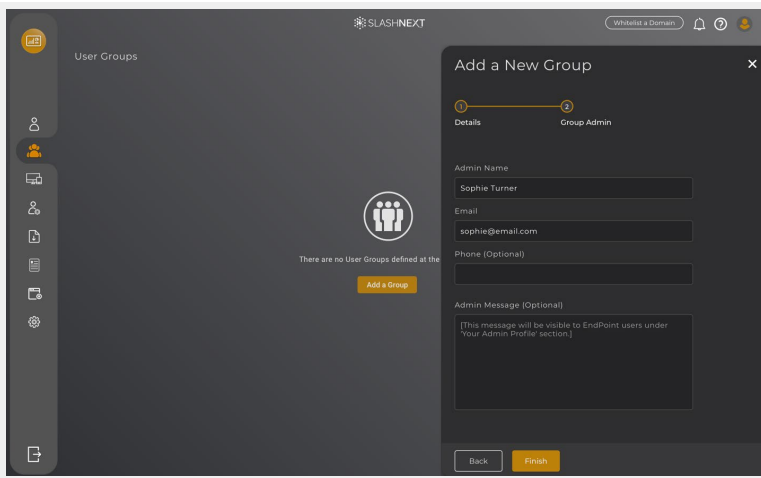 SLASHNEXT
Whitelist a Domain
User Groups
There are no User Groups defined at the
Add a Group
Add a New Group
1
2
Details
Group Admin
Admin Name
Sophie Turner
Email
sophie@email.com
Phone (Optional)
Admin Message (Optional)
[This message will be visible to EndPoint users under
'Your Admin Profile' section.]
Back
Finish